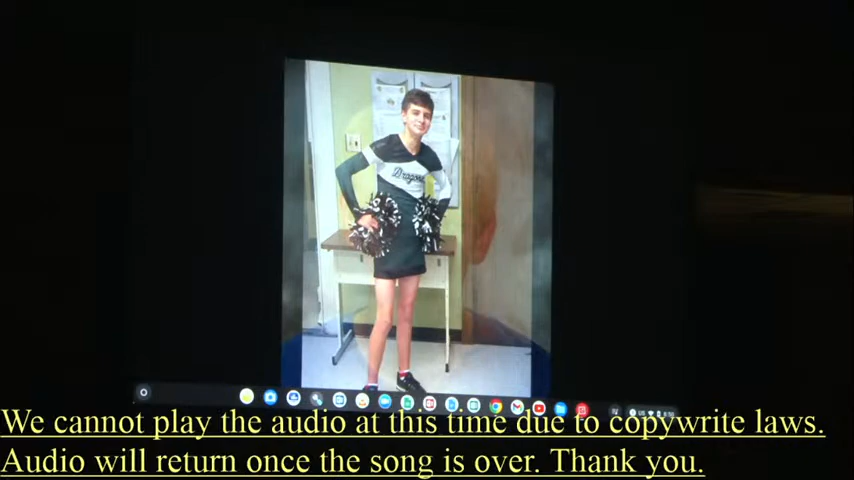 Dragons
We cannot play the audio at this time due to copywrite laws.
Audio will return once the song is over. Thank you.